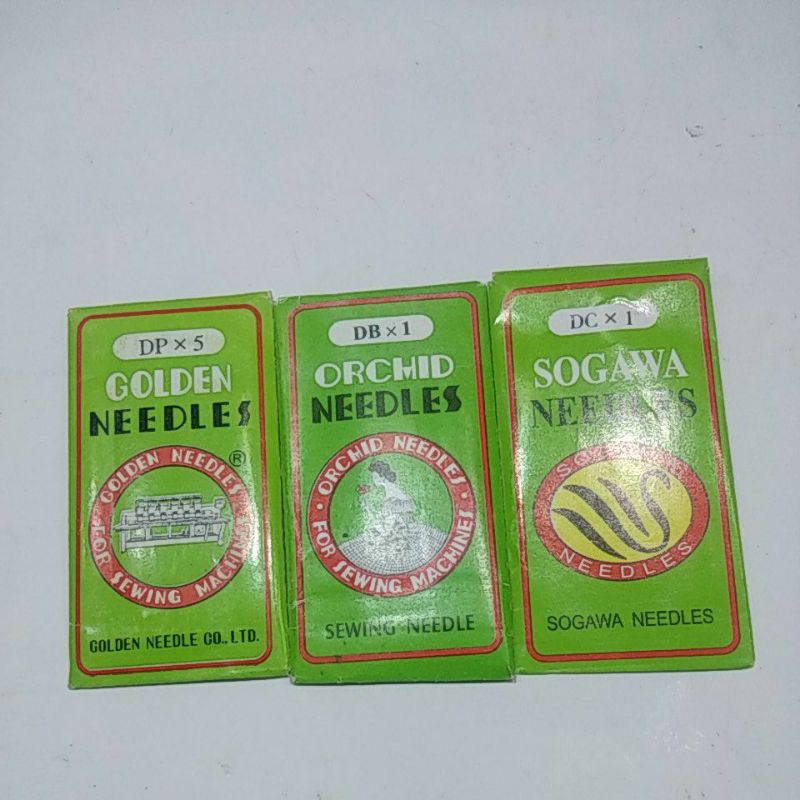 DP × 5
GOLDEN
NEEDLES
GOLDEN NEEDLES
®
FOR SEWING MACHINES
GOLDEN NEEDLE CO., LTD.
DB × 1
ORCHID
NEEDLES
ORCHID NEEDLES
FOR SEWING MACHINES
SEWING NEEDLE
DC × 1
SOGAWA
NEEDLES
SOGAWA
NEEDLES
SOGAWA NEEDLES